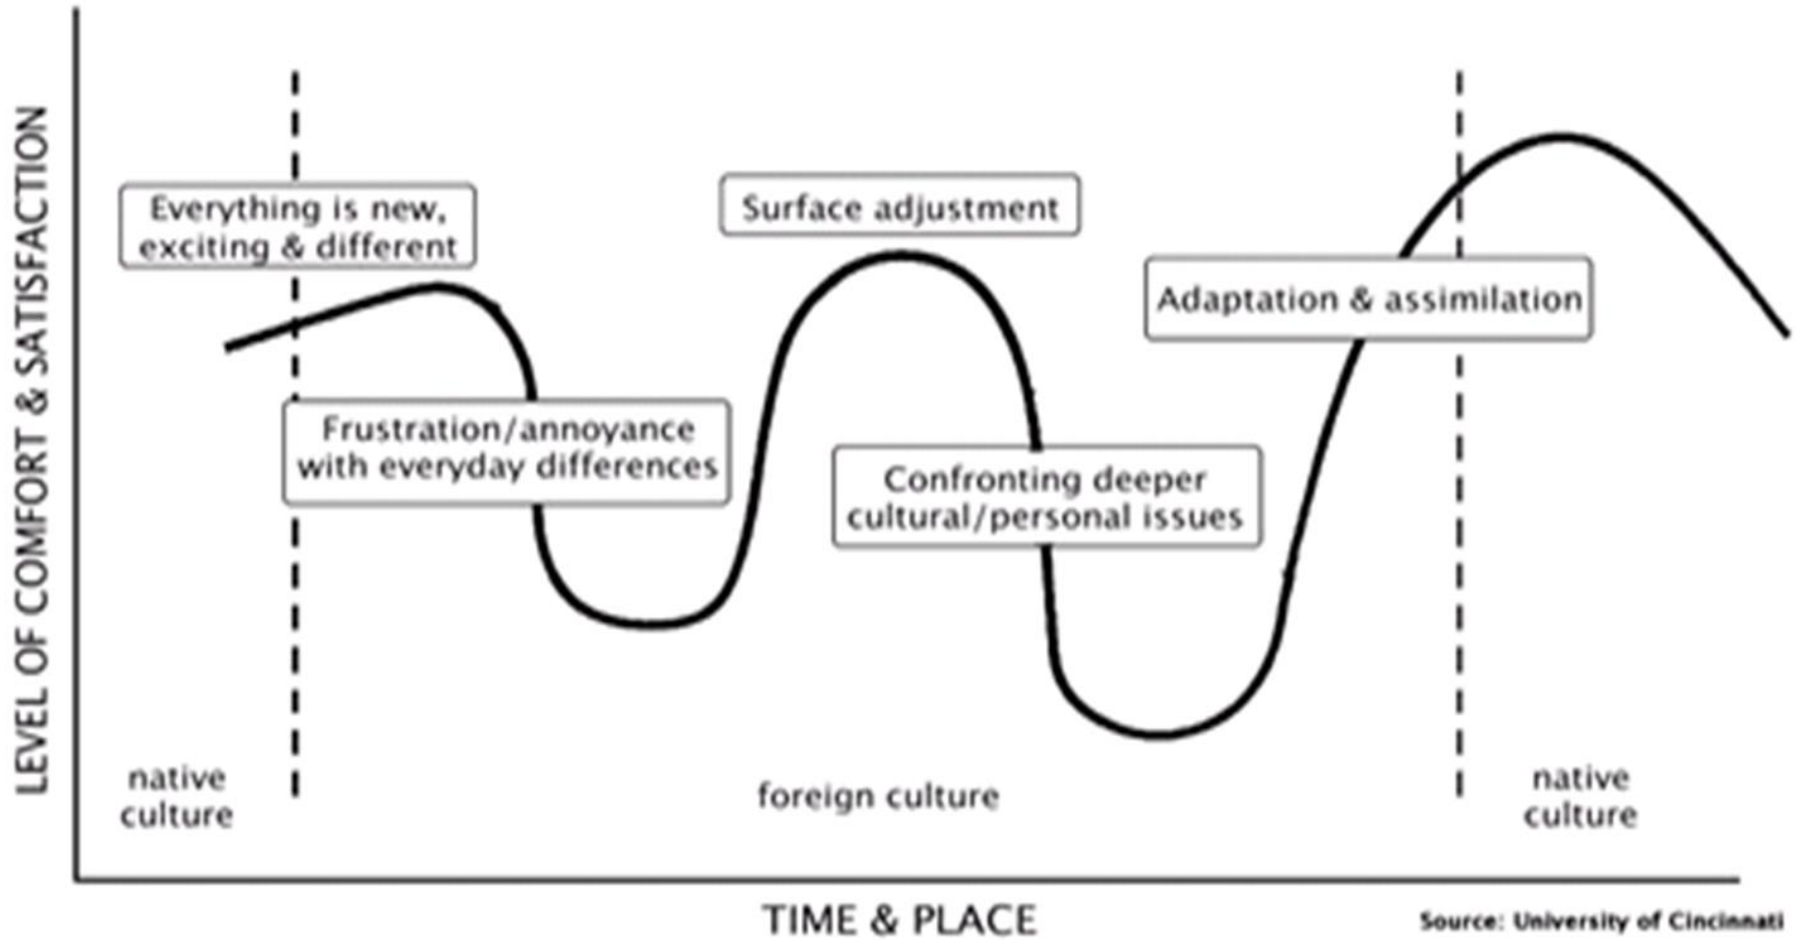 LEVEL OF COMFORT & SATISFACTION
Everything is new,
exciting & different
Frustration/annoyance
with everyday differences
Surface adjustment
Confronting deeper
cultural/personal issues
Adaptation & assimilation
native
culture
foreign culture
native
culture
TIME & PLACE
Source: University of Cincinnati